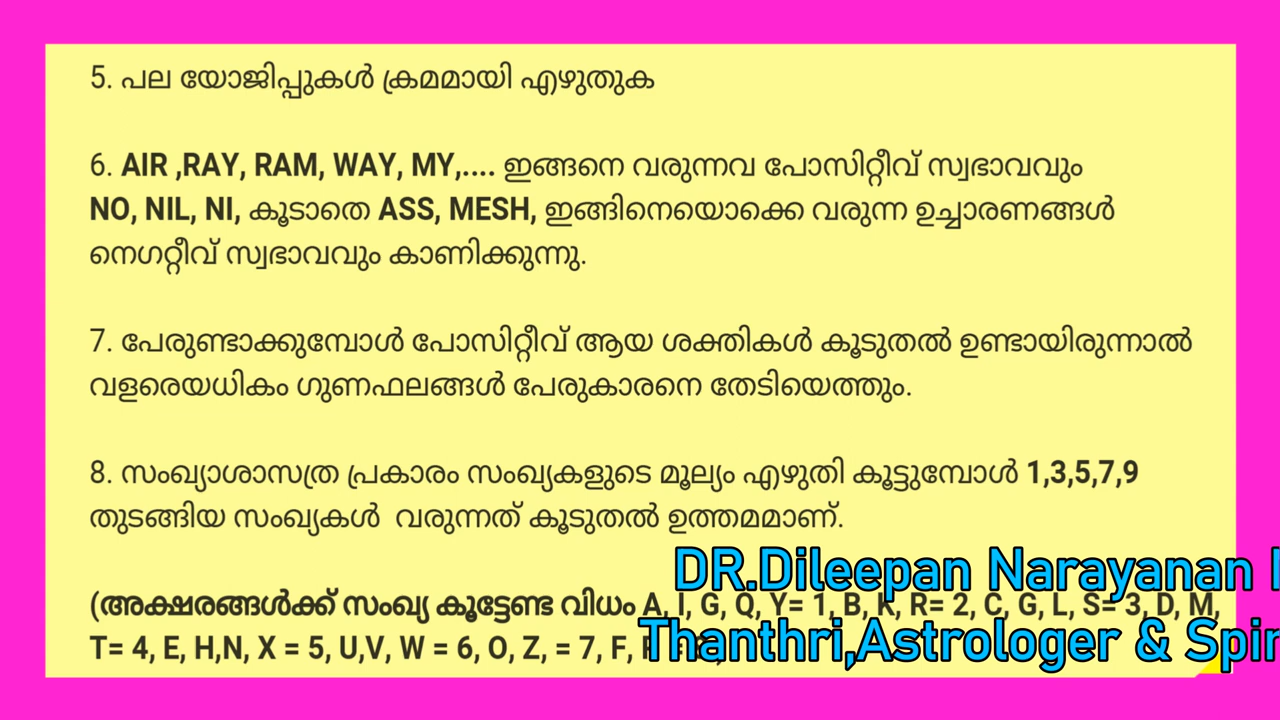 5. പല യോജിപ്പുകൾ ക്രമമായി എഴുതുക
6. AIR ,RAY, RAM, WAY, MY,.... ഇങ്ങനെ വരുന്നവ പോസിറ്റീവ് സ്വഭാവവും
NO, NIL, NI, കൂടാതെ ASS, MESH, ഇങ്ങിനെയൊക്കെ വരുന്ന ഉച്ചാരണങ്ങൾ
നെഗറ്റീവ് സ്വഭാവവും കാണിക്കുന്നു.
7. പേരുണ്ടാക്കുമ്പോൾ പോസിറ്റീവ് ആയ ശക്തികൾ കൂടുതൽ ഉണ്ടായിരുന്നാൽ
വളരെയധികം ഗുണഫലങ്ങൾ പേരുകാരനെ തേടിയെത്തും.
8. സംഖ്യാശാസത്ര പ്രകാരം സംഖ്യകളുടെ മൂല്യം എഴുതി കൂട്ടുമ്പോൾ 1,3,5,7,9
തുടങ്ങിയ സംഖ്യകൾ വരുന്നത് കൂടുതൽ ഉത്തമമാണ്.
DR.Dileepan Narayanan
(അക്ഷരങ്ങൾക്ക് സംഖ്യ കൂട്ടേണ്ട വിധം A, I, G, Q, Y= 1, B, K, R= 2, C, G, L, S= 3, D, M,
Thanthri,Astrologer &
T= 4, E, H,N, X = 5, U,V, W = 6, O, Z, = 7, F,